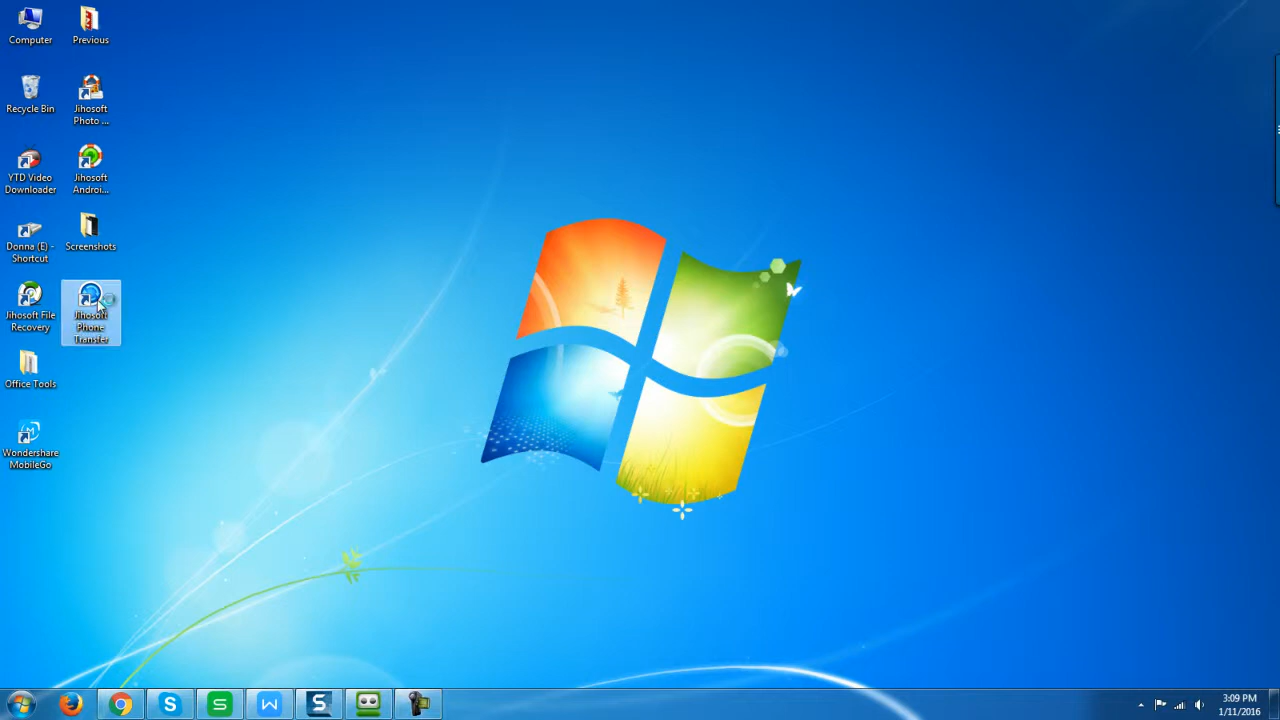 Computer
Previous
Recycle Bin
Jihosoft
Photo ...
YTD Video
Downloader
Jihosoft
Androi...
Donna (E) -
Shortcut
Screenshots
Jihosoft File
Recovery
Jihosoft
Phone
Transfer
Office Tools
Wondershare
MobileGo
3:09 PM
1/11/2016